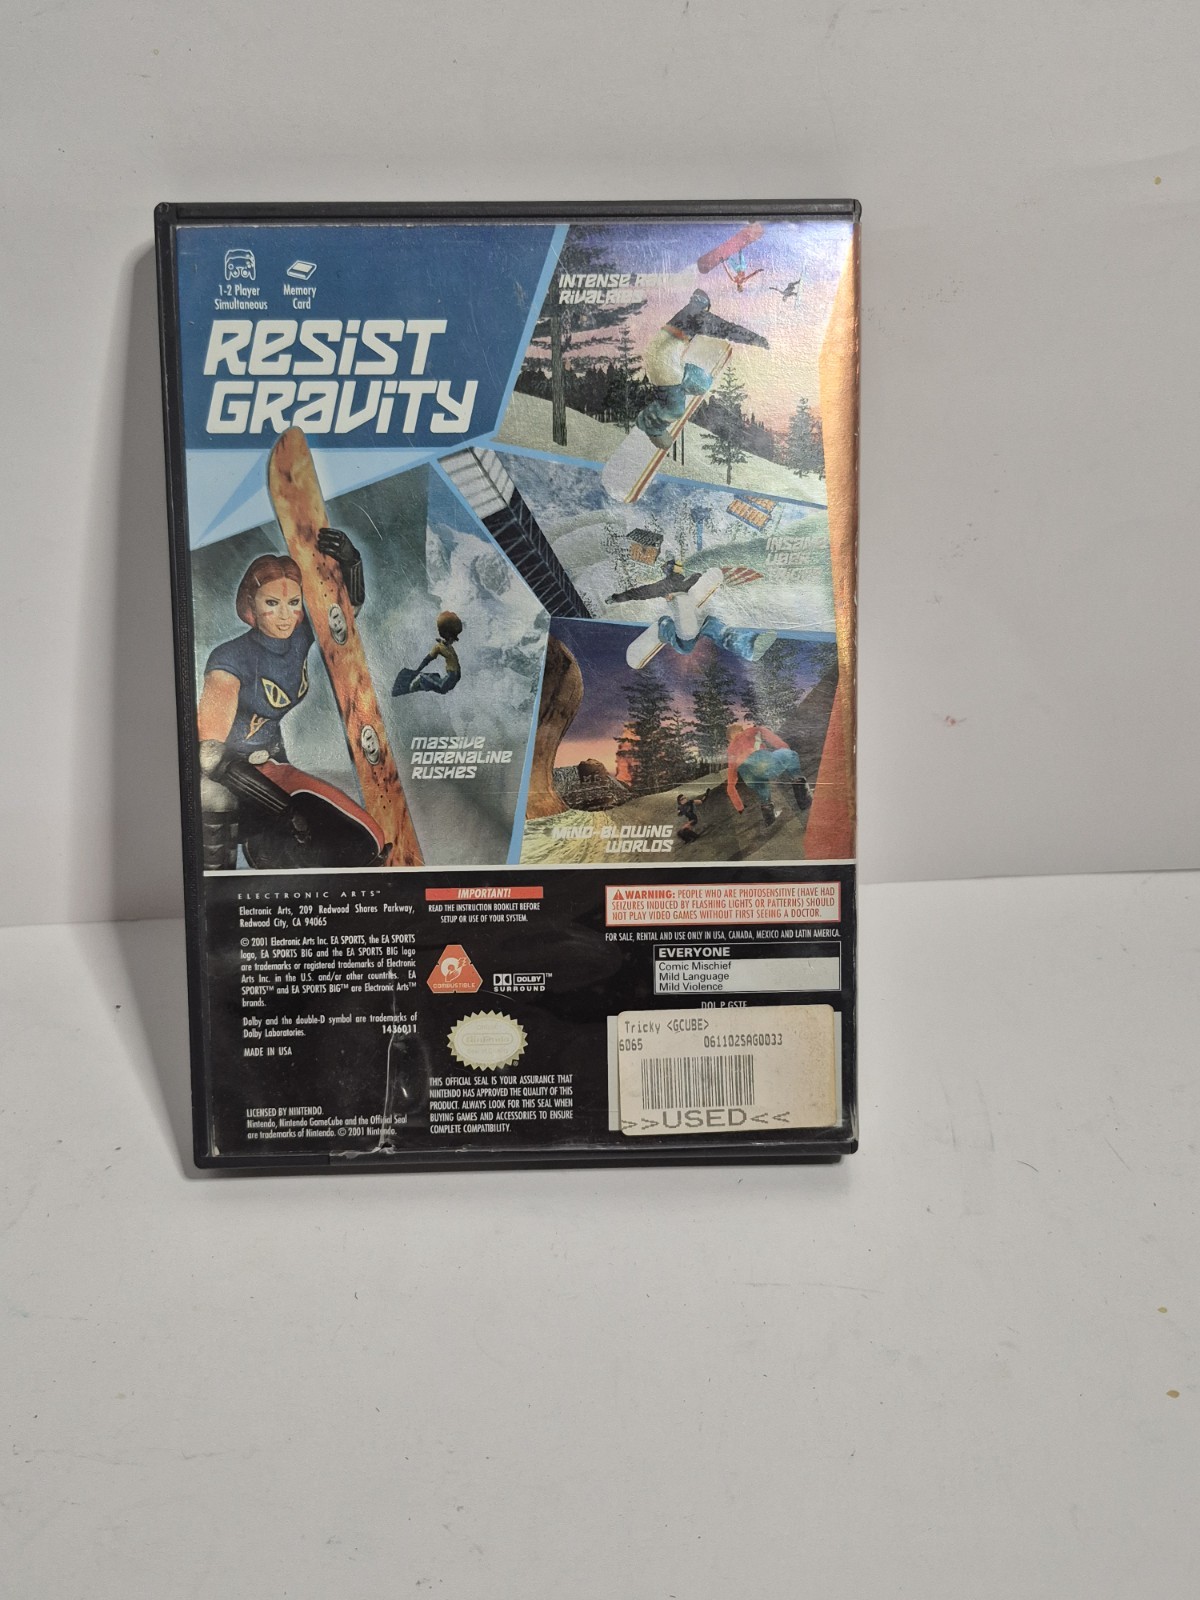 1-2 Player
Simultaneous
Memory
Card
RESIST
GRAVITY
INTENSE
RIVALRIES
INSANE
UBER
MASSIVE
ADRENALINE
RUSHES
MIND-BLOWING
WORLDS
ELECTRONIC ARTS™
Electronic Arts, 209 Redwood Shores Parkway,
Redwood City, CA 94065
© 2001 Electronic Arts Inc. EA SPORTS, the EA SPORTS
logo, EA SPORTS BIG and the EA SPORTS BIG logo
are trademarks or registered trademarks of Electronic
Arts Inc. in the U.S. and/or other countries. EA
SPORTS™ and EA SPORTS BIG™ are Electronic Arts™
brands.
Dolby and the double-D symbol are trademarks of
Dolby Laboratories.
1436011
MADE IN USA
LICENSED BY NINTENDO.
Nintendo, Nintendo GameCube and the Official Seal
are trademarks of Nintendo. © 2001 Nintendo.
IMPORTANT!
READ THE INSTRUCTION BOOKLET BEFORE
SETUP OR USE OF YOUR SYSTEM.
COMBUSTIBLE
DOLBY™
SURROUND
THIS OFFICIAL SEAL IS YOUR ASSURANCE THAT
NINTENDO HAS APPROVED THE QUALITY OF THIS
PRODUCT. ALWAYS LOOK FOR THIS SEAL WHEN
BUYING GAMES AND ACCESSORIES TO ENSURE
COMPLETE COMPATIBILITY.
WARNING: PEOPLE WHO ARE PHOTOSENSITIVE (HAVE HAD
SEIZURES INDUCED BY FLASHING LIGHTS OR PATTERNS) SHOULD
NOT PLAY VIDEO GAMES WITHOUT FIRST SEEING A DOCTOR.
FOR SALE, RENTAL AND USE ONLY IN USA, CANADA, MEXICO AND LATIN AMERICA.
EVERYONE
Comic Mischief
Mild Language
Mild Violence
DOL P GSTE
Tricky <GCUBE>
6065 061102SAG0033
>>USED<<